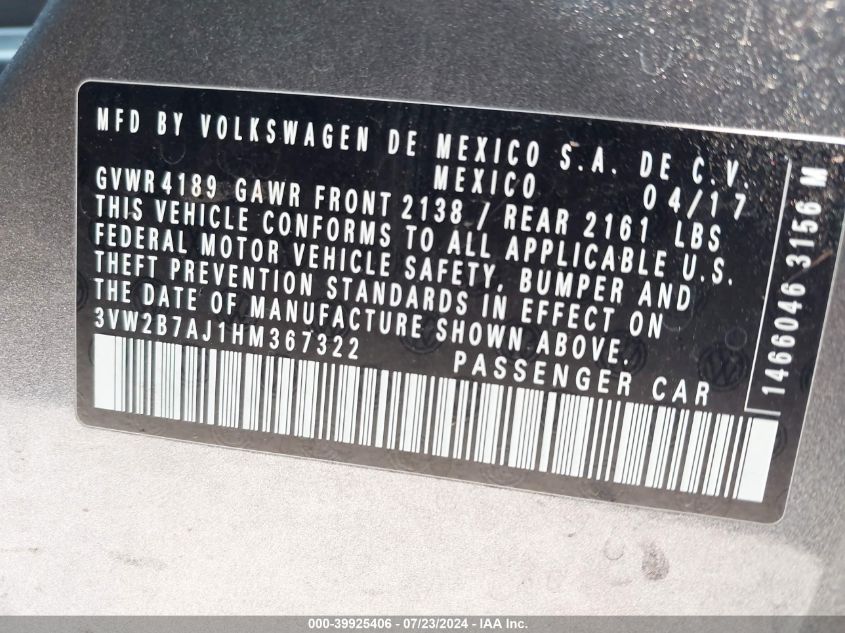 MFD BY VOLKSWAGEN DE MEXICO S.A. DE C.V.
MEXICO 04/17
GVWR 4189 GAWR FRONT 2138 / REAR 2161 LBS
THIS VEHICLE CONFORMS TO ALL APPLICABLE U.S.
FEDERAL MOTOR VEHICLE SAFETY, BUMPER AND
THEFT PREVENTION STANDARDS IN EFFECT ON
THE DATE OF MANUFACTURE SHOWN ABOVE.
3VW2B7AJ1HM367322 PASSENGER CAR
1466046 3156 M
000-39925406 - 07/23/2024 - IAA Inc.